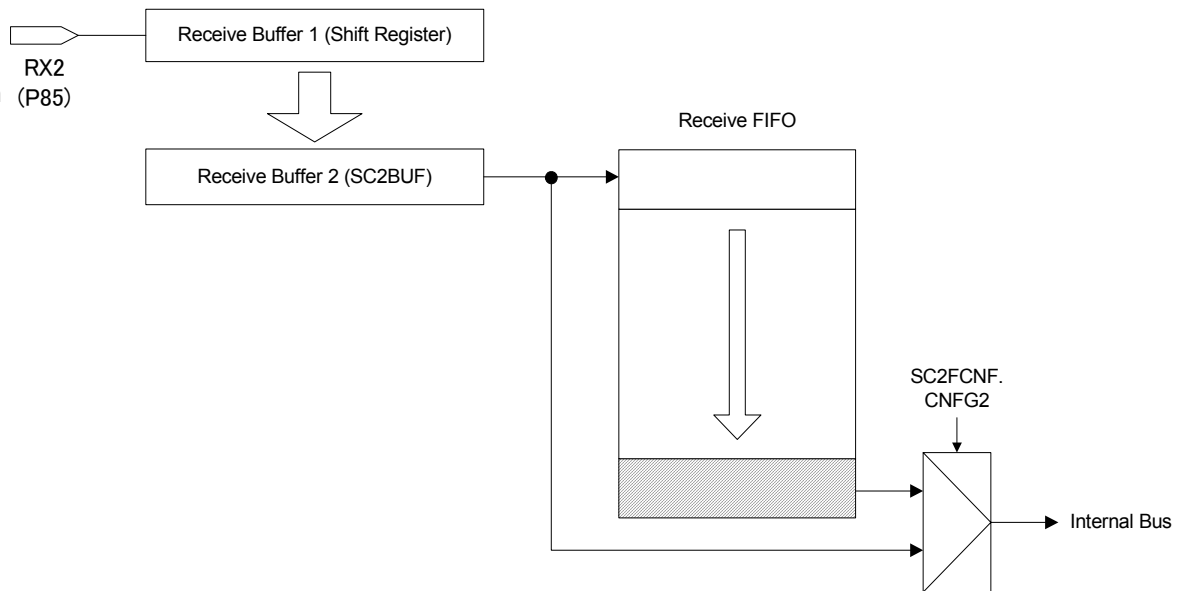 Receive Buffer 1 (Shift Register)
RX2
(P85)
Receive FIFO
Receive Buffer 2 (SC2BUF)
SC2FCNF.
CNFG2
Internal Bus